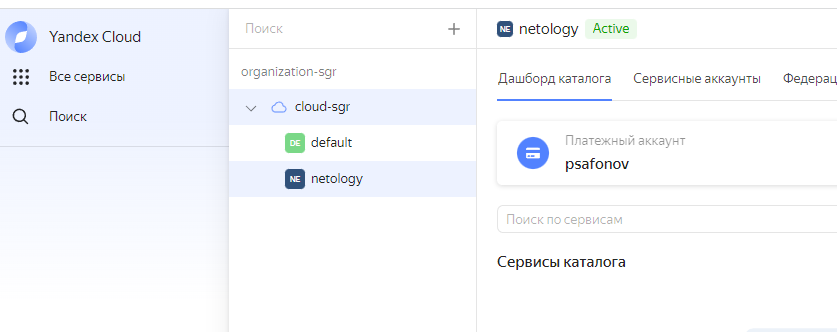 Yandex Cloud
Все сервисы
Поиск
Поиск
organization-sgr
cloud-sgr
DE default
NE netology
NE netology Active
Дашборд каталога Сервисные аккаунты Федерац
Платежный аккаунт
psafonov
Поиск по сервисам
Сервисы каталога